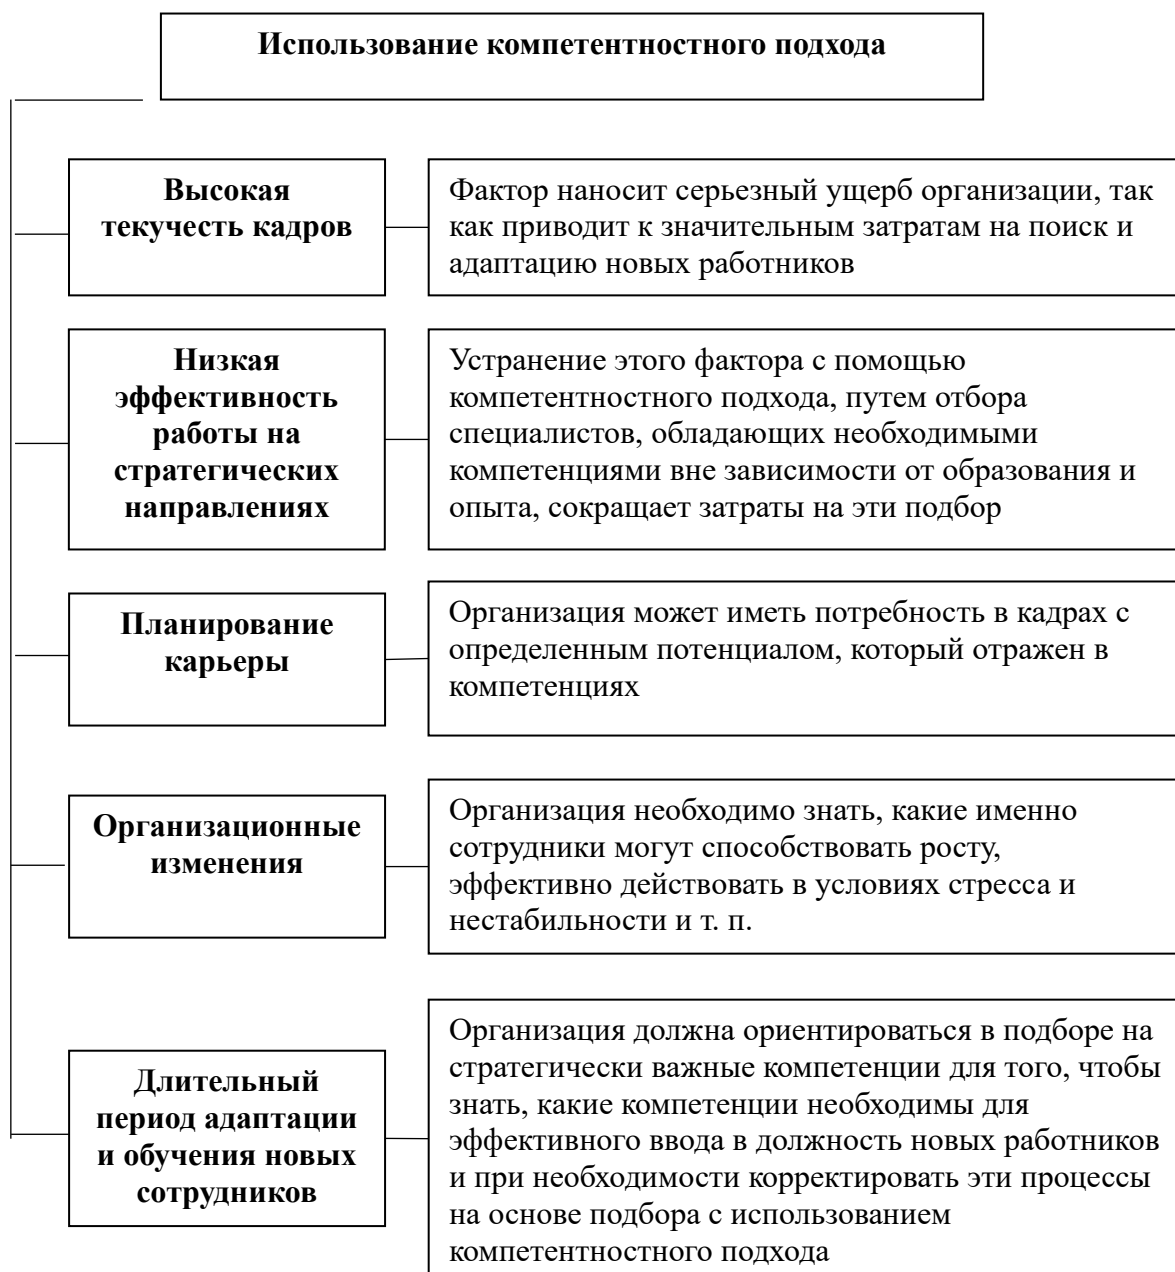 Использование компетентностного подхода
Высокая
текучесть кадров
Фактор наносит серьезный ущерб организации, так
как приводит к значительным затратам на поиск и
адаптацию новых работников
Низкая
эффективность
работы на
стратегических
направлениях
Устранение этого фактора с помощью
компетентностного подхода, путем отбора
специалистов, обладающих необходимыми
компетенциями вне зависимости от образования и
опыта, сокращает затраты на эти подбор
Планирование
карьеры
Организация может иметь потребность в кадрах с
определенным потенциалом, который отражен в
компетенциях
Организационные
изменения
Организация необходимо знать, какие именно
сотрудники могут способствовать росту,
эффективно действовать в условиях стресса и
нестабильности и т. п.
Длительный
период адаптации
и обучения новых
сотрудников
Организация должна ориентироваться в подборе на
стратегически важные компетенции для того, чтобы
знать, какие компетенции необходимы для
эффективного ввода в должность новых работников
и при необходимости корректировать эти процессы
на основе подбора с использованием
компетентностного подхода